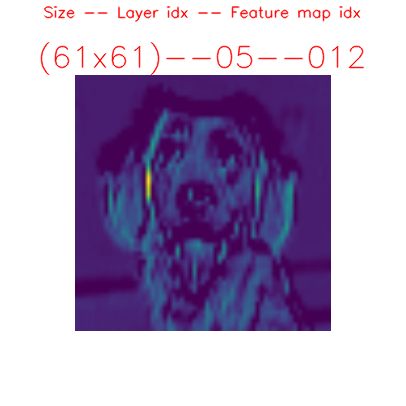 Size -- Layer idx -- Feature map idx
(61x61)--05--012